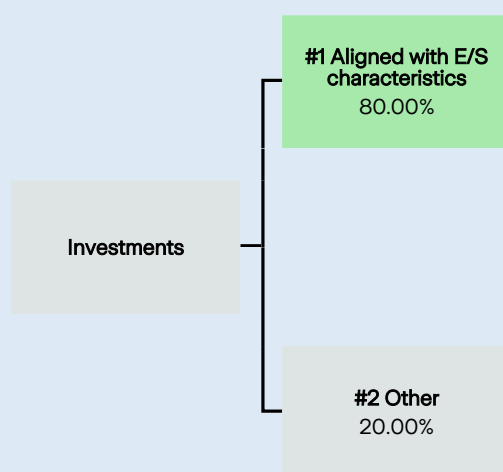 #1 Aligned with E/S
characteristics
80.00%
Investments
#2 Other
20.00%